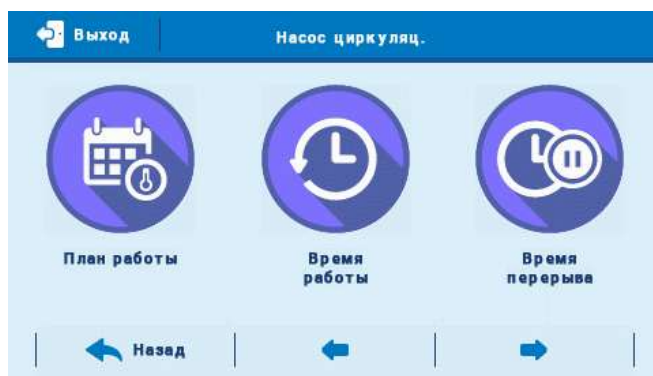 Выход
Насос циркуляц.
План работы
Время
работы
Время
перерыва
Назад